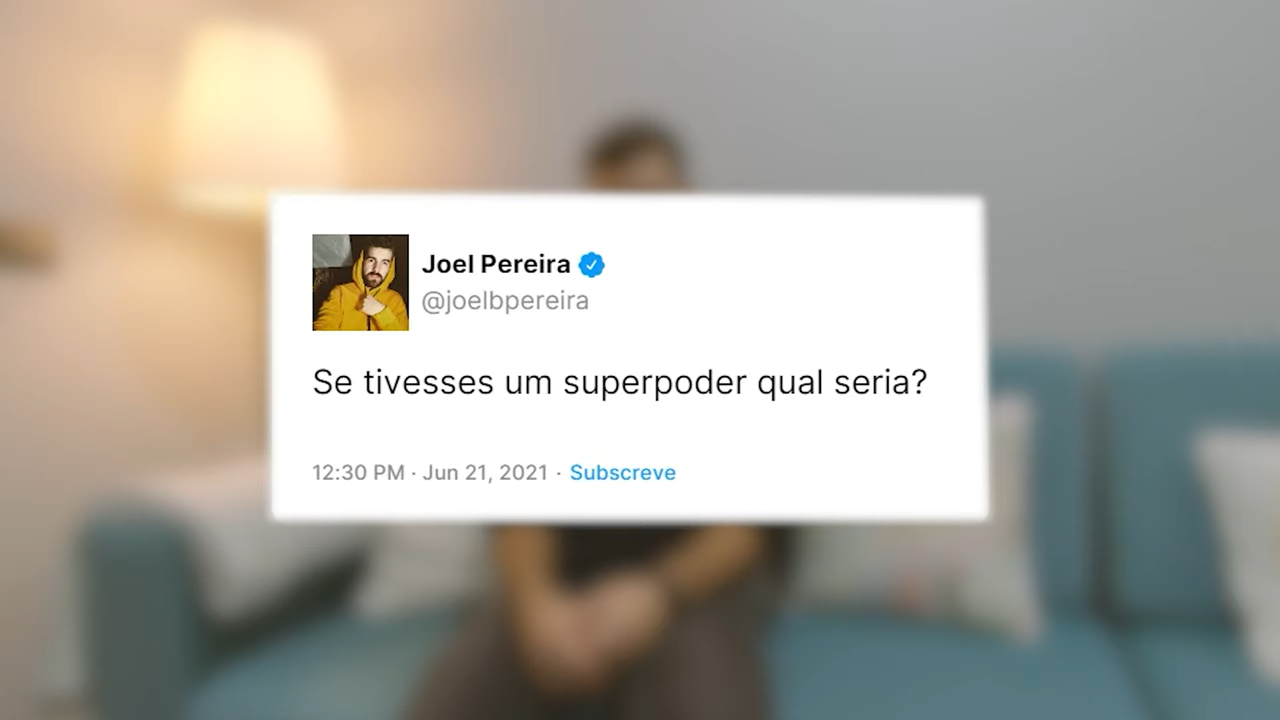 Joel Pereira
@joelbpereira
Se tivesses um superpoder qual seria?
12:30 PM · Jun 21, 2021 · Subscreve